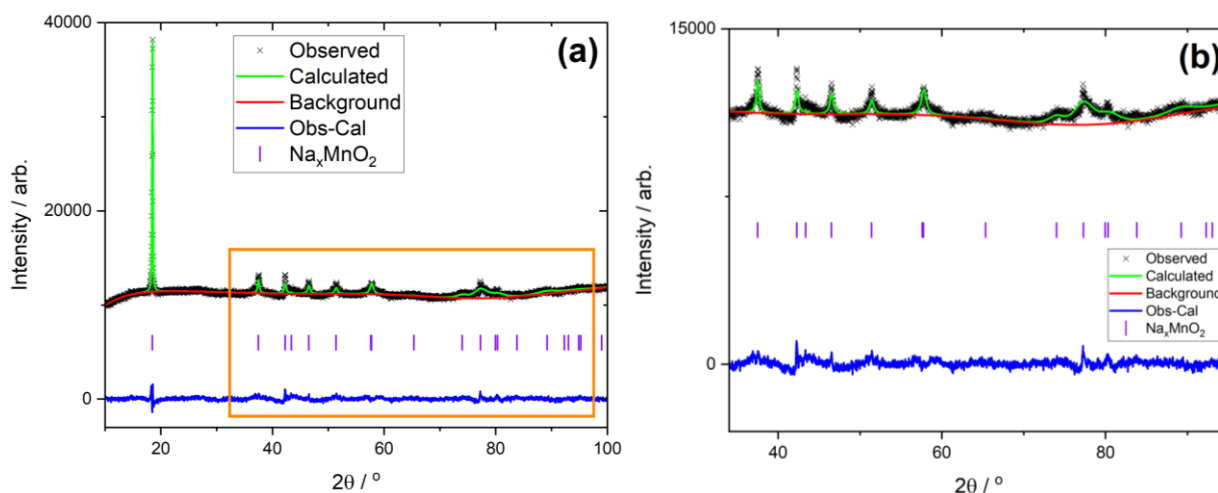 (a)
40000
20000
0
Intensity / arb.
Observed
Calculated
Background
Obs-Cal
NaₓMnO₂
20 40 60 80 100
2θ / °
(b)
15000
0
Intensity / arb.
Observed
Calculated
Background
Obs-Cal
NaₓMnO₂
40 60 80
2θ / °